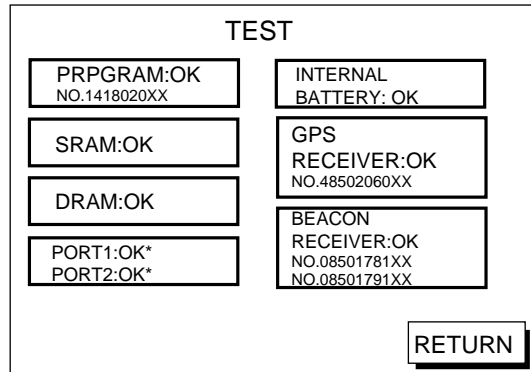 TEST
PRPGRAM:OK
NO.1418020XX
SRAM:OK
DRAM:OK
PORT1:OK*
PORT2:OK*
INTERNAL
BATTERY: OK
GPS
RECEIVER:OK
NO.48502060XX
BEACON
RECEIVER:OK
NO.08501781XX
NO.08501791XX
RETURN